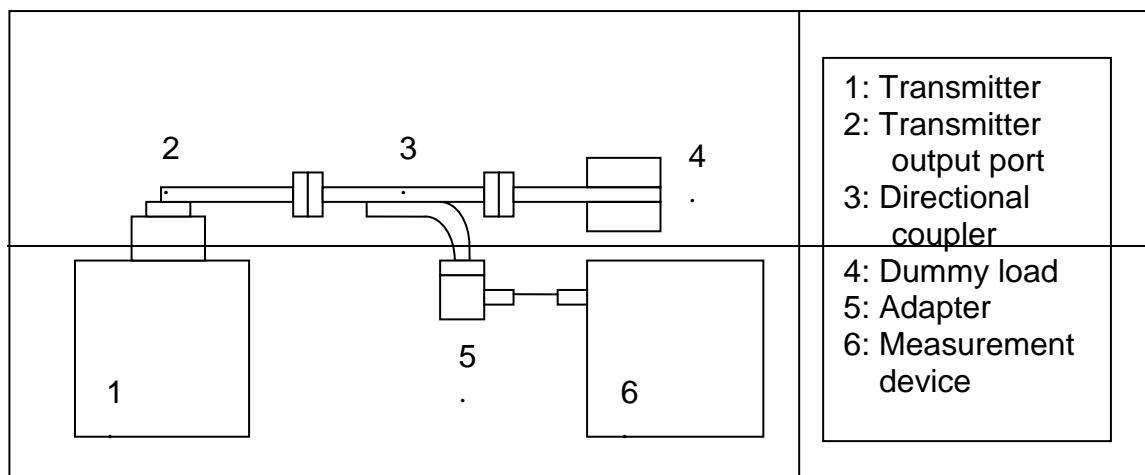 2
3
4
5
1
6
1: Transmitter
2: Transmitter
output port
3: Directional
coupler
4: Dummy load
5: Adapter
6: Measurement
device